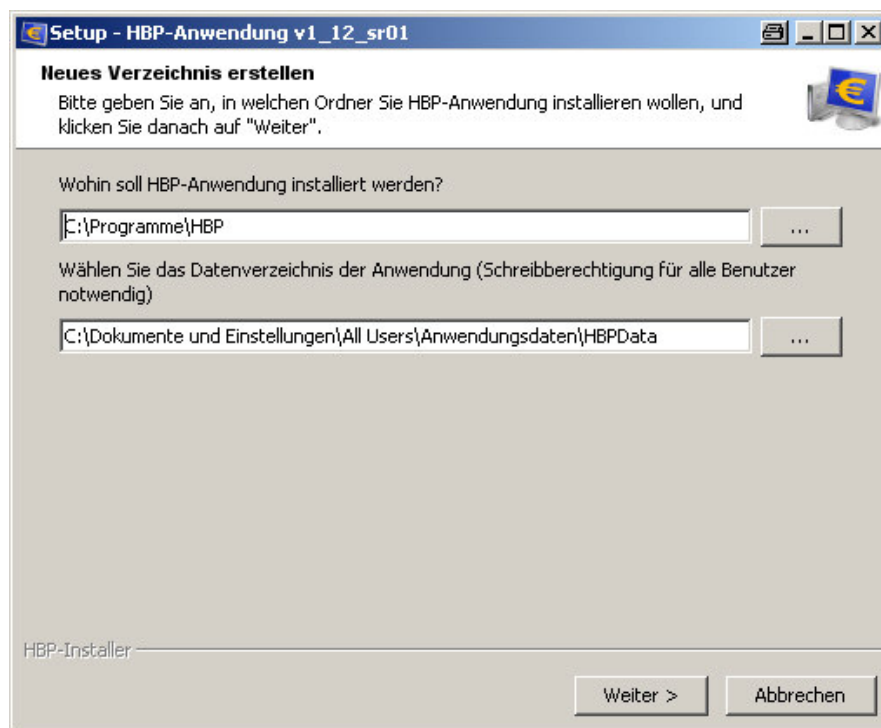 Setup - HBP-Anwendung v1_12_sr01
Neues Verzeichnis erstellen
Bitte geben Sie an, in welchen Ordner Sie HBP-Anwendung installieren wollen, und
klicken Sie danach auf "Weiter".
Wohin soll HBP-Anwendung installiert werden?
C:\Programme\HBP
...
Wählen Sie das Datenverzeichnis der Anwendung (Schreibberechtigung für alle Benutzer
notwendig)
C:\Dokumente und Einstellungen\All Users\Anwendungsdaten\HBPData
...
HBP-Installer
Weiter >
Abbrechen